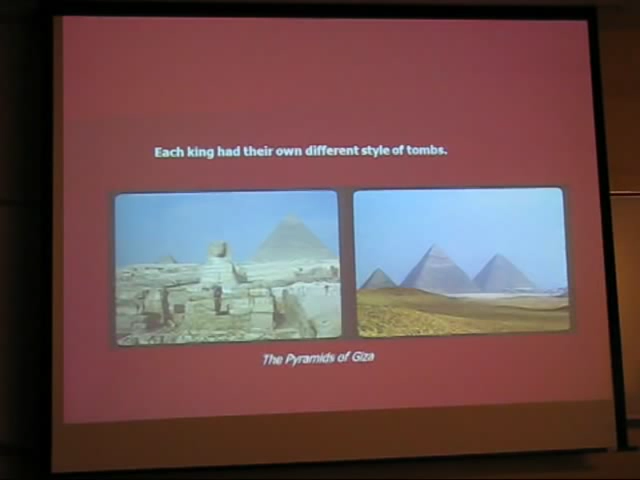 Each king had their own different style of tombs.
The Pyramids of Giza